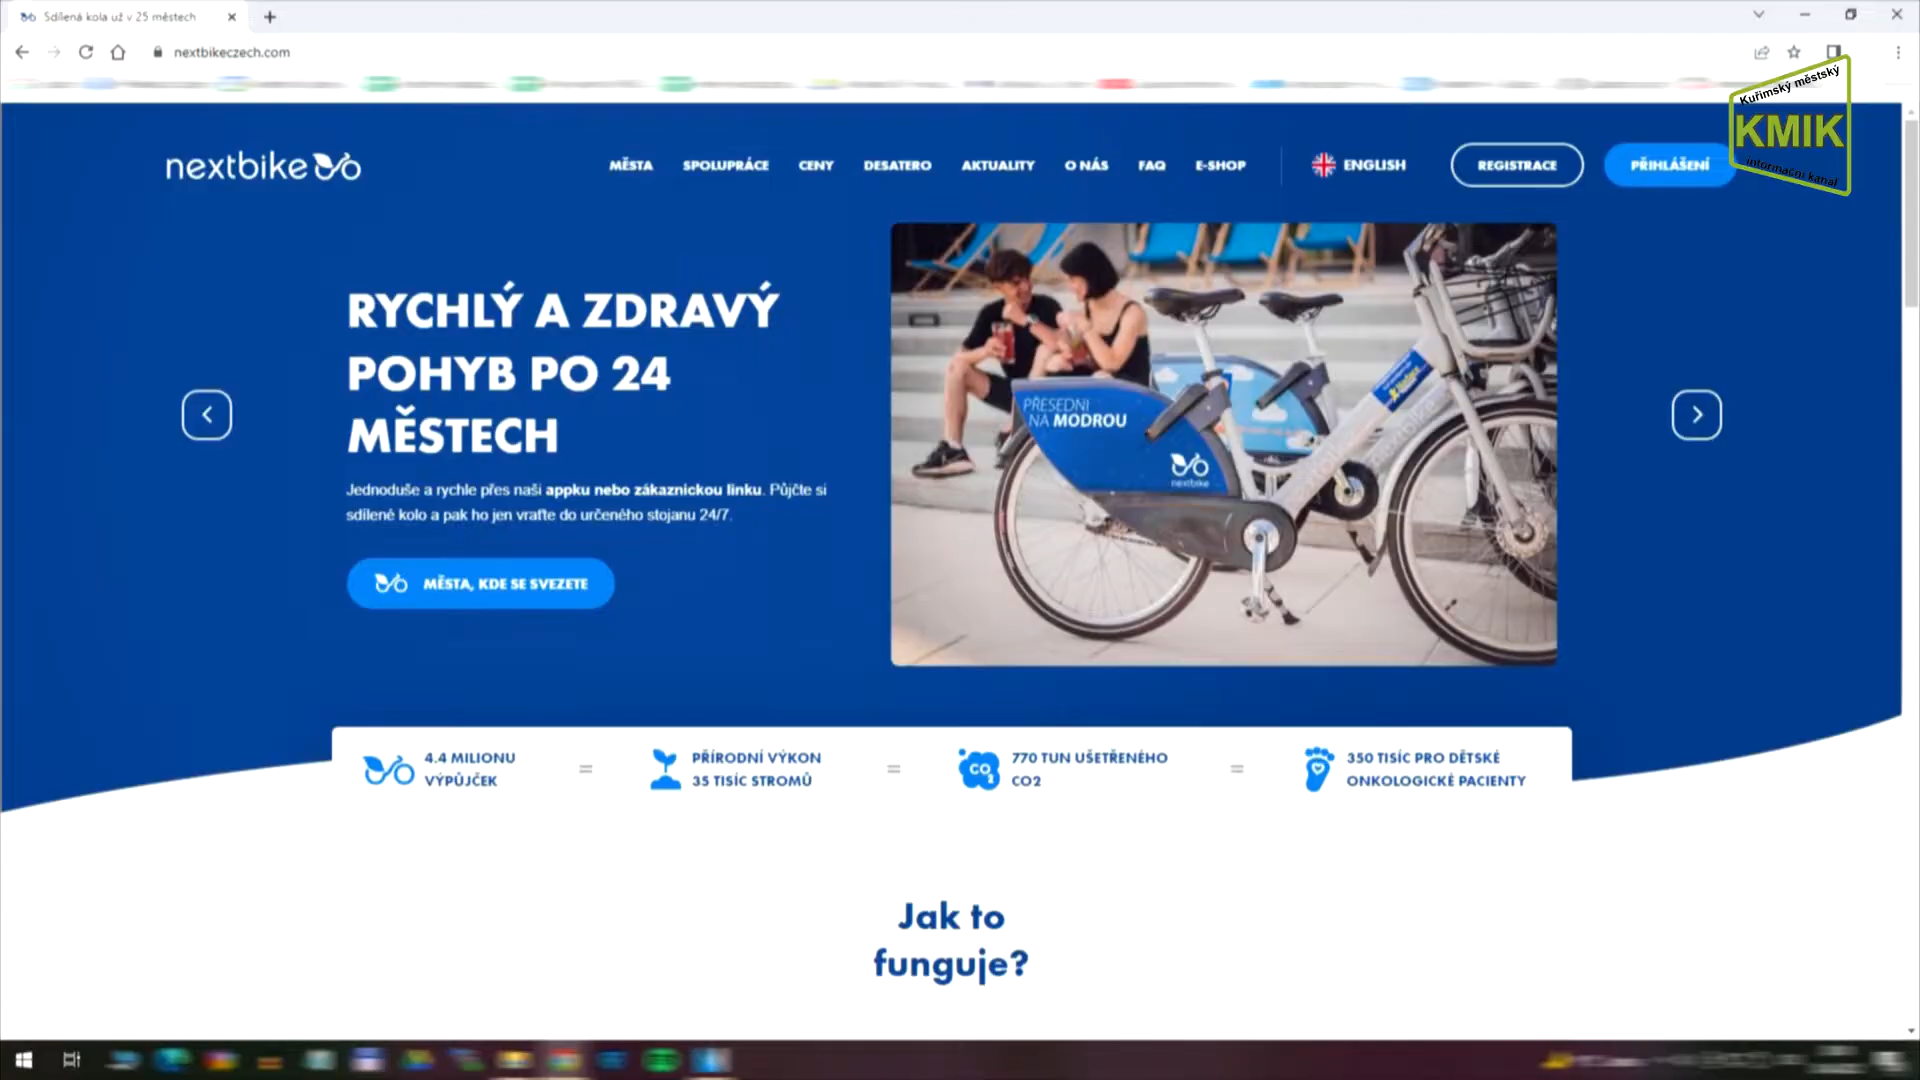 Sdílená kola už v 25 městech
nextbikeczech.com
Kuřimský městský
KMIK
informační kanál
nextbike
MĚSTA
SPOLUPRÁCE
CENY
DESATERO
AKTUALITY
O NÁS
FAQ
E-SHOP
ENGLISH
REGISTRACE
PŘIHLÁŠENÍ
RYCHLÝ A ZDRAVÝ
POHYB PO 24
MĚSTECH
Jednoduše a rychle přes naši appku nebo zákaznickou linku. Půjčte si
sdílené kolo a pak ho jen vraťte do určeného stojanu 24/7.
MĚSTA, KDE SE SVEZETE
PŘESEDNI
NA MODROU
nextbike
4.4 MILIONU
VÝPŮJČEK
=
PŘÍRODNÍ VÝKON
35 TISÍC STROMŮ
=
CO2
770 TUN UŠETŘENÉHO
CO2
=
350 TISÍC PRO DĚTSKÉ
ONKOLOGICKÉ PACIENTY
Jak to
funguje?